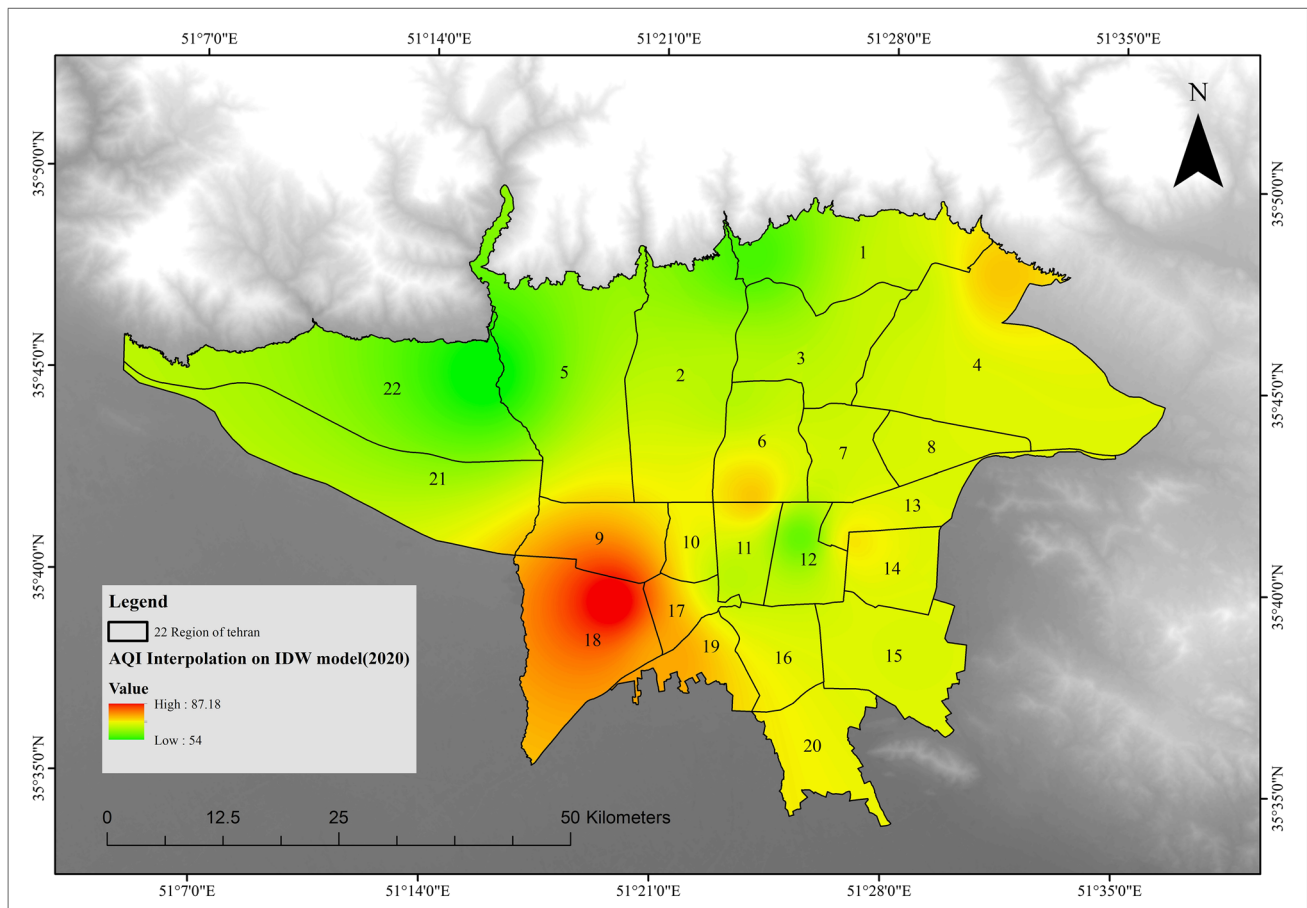 51°7'0"E 51°14'0"E 51°21'0"E 51°28'0"E 51°35'0"E
N
35°50'0"N 35°50'0"N
1
35°45'0"N 22 5 2 3 4 35°45'0"N
6 7 8
21
13
35°40'0"N 9 10 11 12 14 35°40'0"N
17
18 19 16 15
20
Legend
22 Region of tehran
AQI Interpolation on IDW model(2020)
Value
High : 87.18
Low : 54
35°35'0"N 35°35'0"N
0 12.5 25 50 Kilometers
51°7'0"E 51°14'0"E 51°21'0"E 51°28'0"E 51°35'0"E